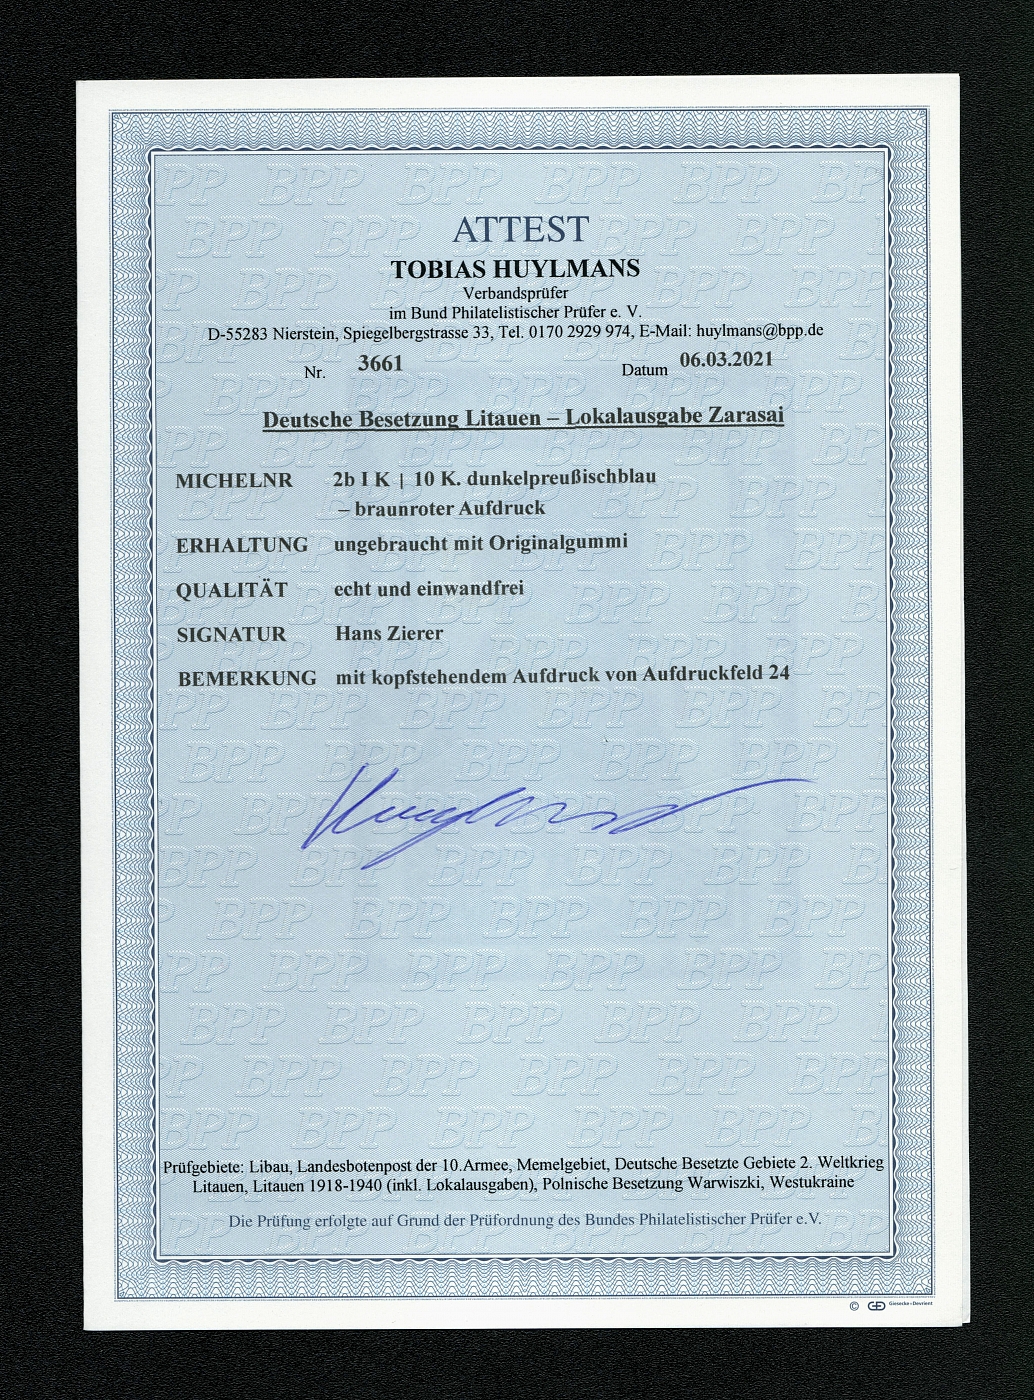 ATTEST
TOBIAS HUYLMANS
Verbandsprüfer
im Bund Philatelistischer Prüfer e. V.
D-55283 Nierstein, Spiegelbergstrasse 33, Tel. 0170 2929 974, E-Mail: huylmans@bpp.de
Nr. 3661 Datum 06.03.2021
Deutsche Besetzung Litauen – Lokalausgabe Zarasai
MICHELNR 2b I K | 10 K. dunkelpreußischblau
– braunroter Aufdruck
ERHALTUNG ungebraucht mit Originalgummi
QUALITÄT echt und einwandfrei
SIGNATUR Hans Zierer
BEMERKUNG mit kopfstehendem Aufdruck von Aufdruckfeld 24
Huylmans
Prüfgebiete: Libau, Landesbotenpost der 10.Armee, Memelgebiet, Deutsche Besetzte Gebiete 2. Weltkrieg
Litauen, Litauen 1918-1940 (inkl. Lokalausgaben), Polnische Besetzung Warwiszki, Westukraine
Die Prüfung erfolgte auf Grund der Prüfordnung des Bundes Philatelistischer Prüfer e.V.
© GD Giesecke+Devrient